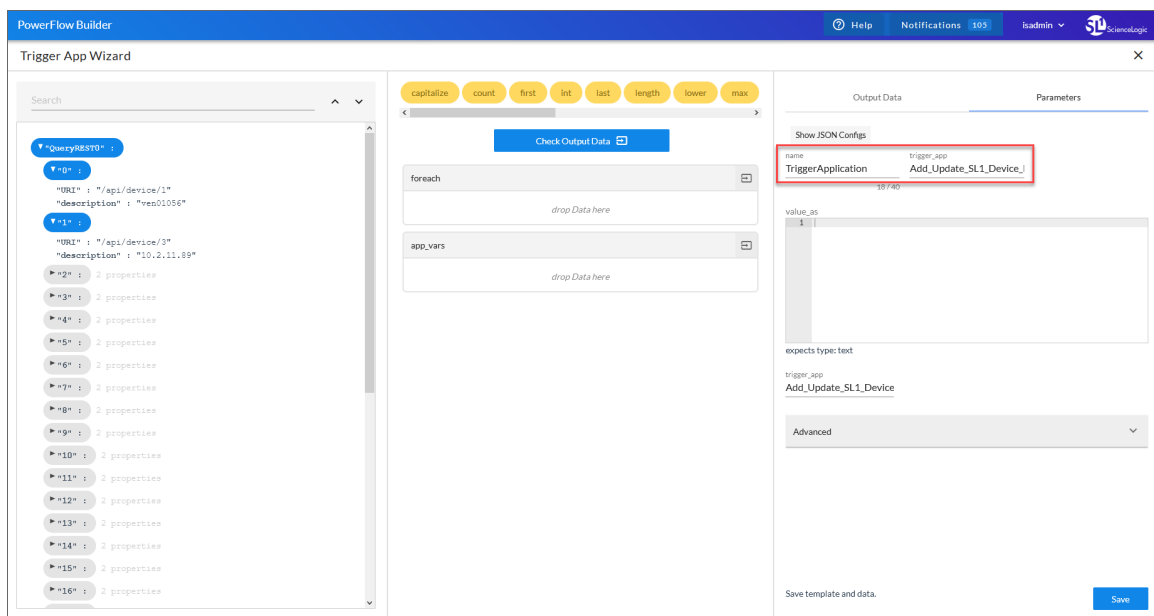 PowerFlow Builder
Help
Notifications 105
isadmin
SL ScienceLogic
Trigger App Wizard
Search
"QueryREST0" :
"0" :
"URI" : "/api/device/1"
"description" : "ven01056"
"1" :
"URI" : "/api/device/3"
"description" : "10.2.11.89"
"2" : 2 properties
"3" : 2 properties
"4" : 2 properties
"5" : 2 properties
"6" : 2 properties
"7" : 2 properties
"8" : 2 properties
"9" : 2 properties
"10" : 2 properties
"11" : 2 properties
"12" : 2 properties
"13" : 2 properties
"14" : 2 properties
"15" : 2 properties
"16" : 2 properties
capitalize count first int last length lower max
Check Output Data
foreach
drop Data here
app_vars
drop Data here
Output Data Parameters
Show JSON Configs
name trigger_app
TriggerApplication Add_Update_SL1_Device_
18 / 40
value_as
1
expects type: text
trigger_app
Add_Update_SL1_Device
Advanced
Save template and data.
Save